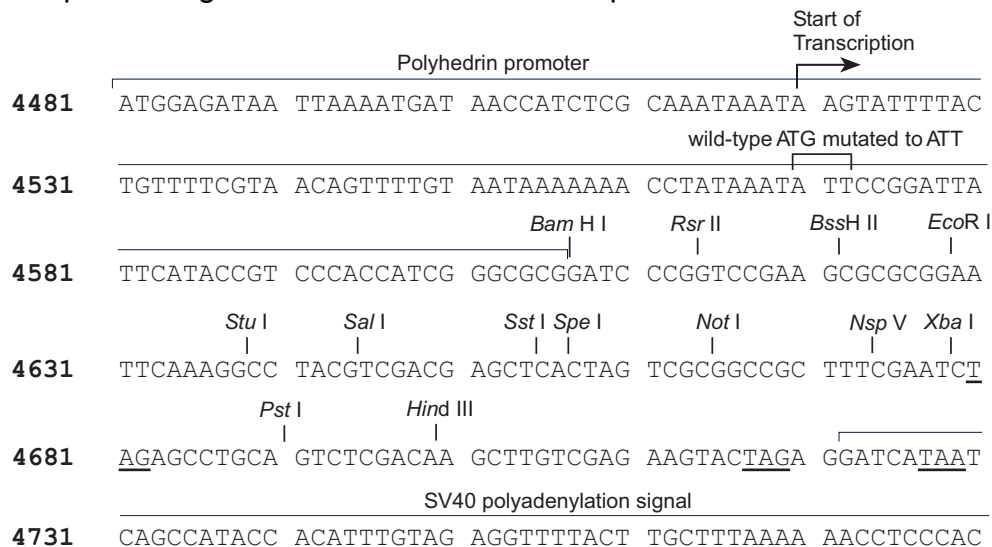 Start of
Transcription
Polyhedrin promoter
4481 ATGGAGATAA TTAAAATGAT AACCATCTCG CAAATAAATA AGTATTTTAC
wild-type ATG mutated to ATT
4531 TGTTTTCGTA ACAGTTTTGT AATAAAAAAA CCTATAAATA TTCCGGATTA
Bam H I Rsr II BssH II EcoR I
4581 TTCATACCGT CCCACCATCG GGCGCGGATC CCGGTCCGAA GCGCGCGGAA
Stu I Sal I Sst I Spe I Not I Nsp V Xba I
4631 TTCAAAGGCC TACGTCGACG AGCTCACTAG TCGCGGCCGC TTTCGAATCT
Pst I Hind III
4681 AGAGCCTGCA GTCTCGACAA GCTTGTCGAG AAGTACTAGA GGATCATAAT
SV40 polyadenylation signal
4731 CAGCCATACC ACATTTGTAG AGGTTTTACT TGCTTTAAAA AACCTCCCAC